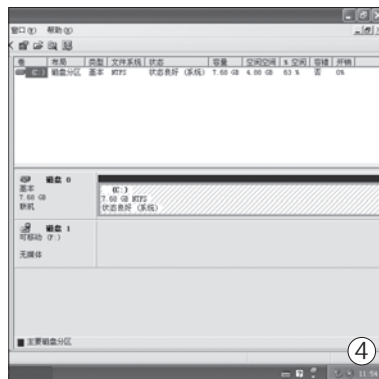 窗口(W) 帮助(H)
卷 布局 类型 文件系统 状态 容量 空闲空间 % 空闲 容错 开销
(C:) 磁盘分区 基本 NTFS 状态良好 (系统) 7.60 GB 4.80 GB 63 % 否 0%
磁盘 0
基本
7.60 GB
联机
(C:)
7.60 GB NTFS
状态良好 (系统)
磁盘 1
可移动 (F:)
无媒体
主要磁盘分区
④
11:54